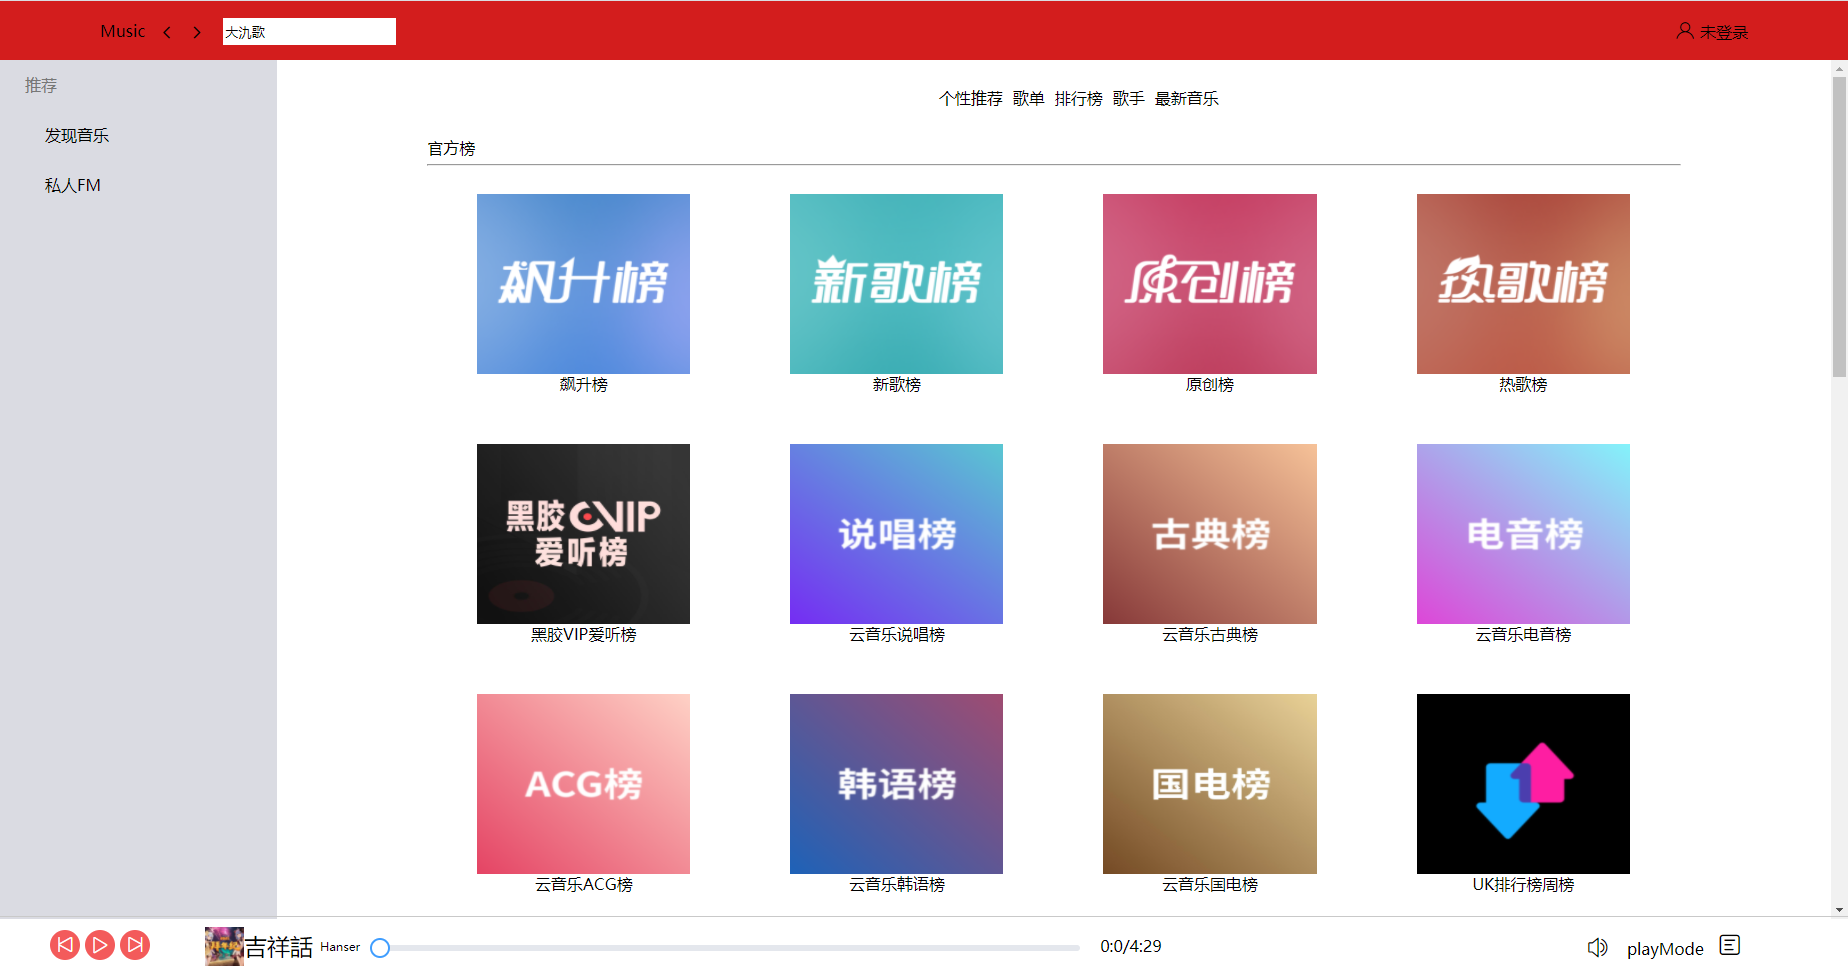 Music
大氿歌
未登录
推荐
发现音乐
私人FM
个性推荐 歌单 排行榜 歌手 最新音乐
官方榜
飙升榜 新歌榜 原创榜 热歌榜
飙升榜 新歌榜 原创榜 热歌榜
黑胶VIP
爱听榜
说唱榜 古典榜 电音榜
黑胶VIP爱听榜 云音乐说唱榜 云音乐古典榜 云音乐电音榜
ACG榜 韩语榜 国电榜
云音乐ACG榜 云音乐韩语榜 云音乐国电榜 UK排行榜周榜
吉祥話 Hanser 0:0/4:29 playMode